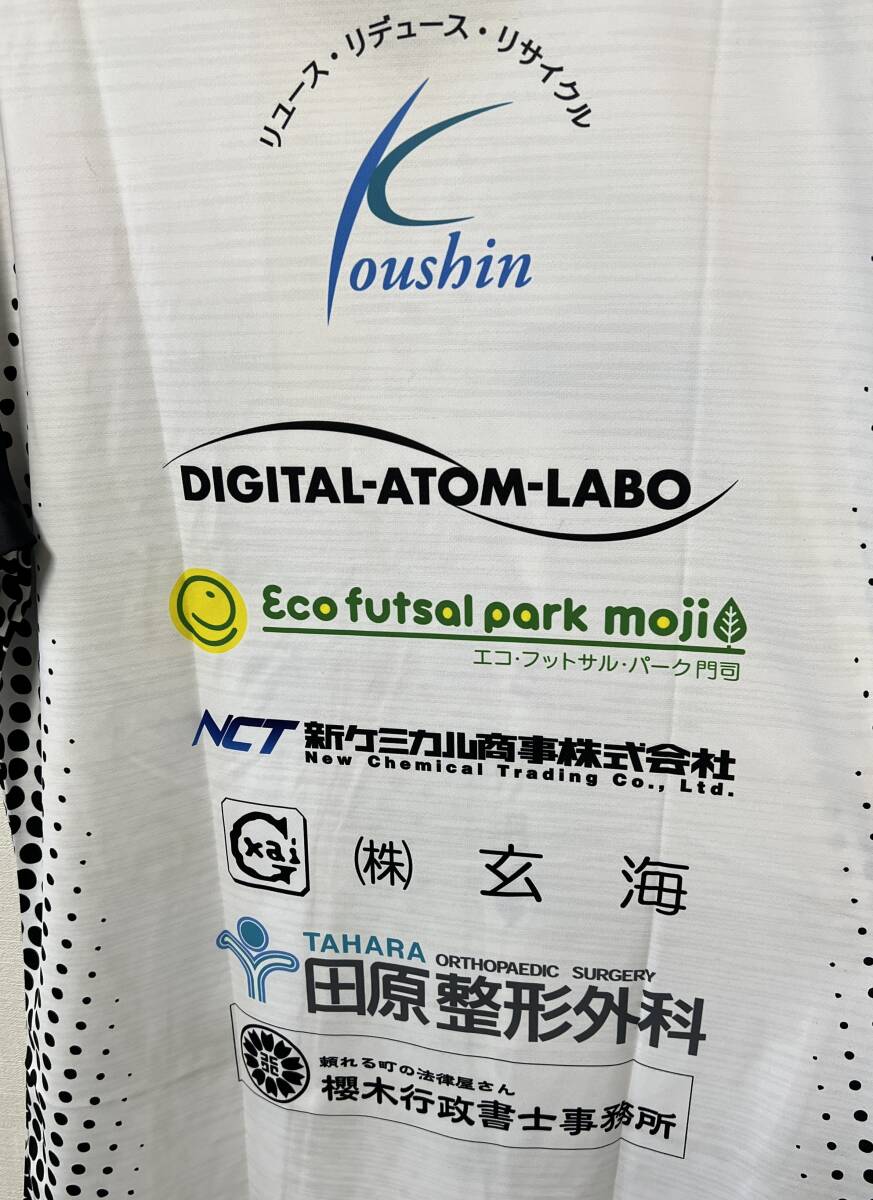 リユース・リデュース・リサイクル
Koushin
DIGITAL-ATOM-LABO
Eco futsal park moji
エコ・フットサル・パーク門司
NCT 新ケミカル商事株式会社
New Chemical Trading Co., Ltd.
Gxai (株) 玄海
TAHARA ORTHOPAEDIC SURGERY
田原整形外科
頼れる町の法律屋さん
櫻木行政書士事務所